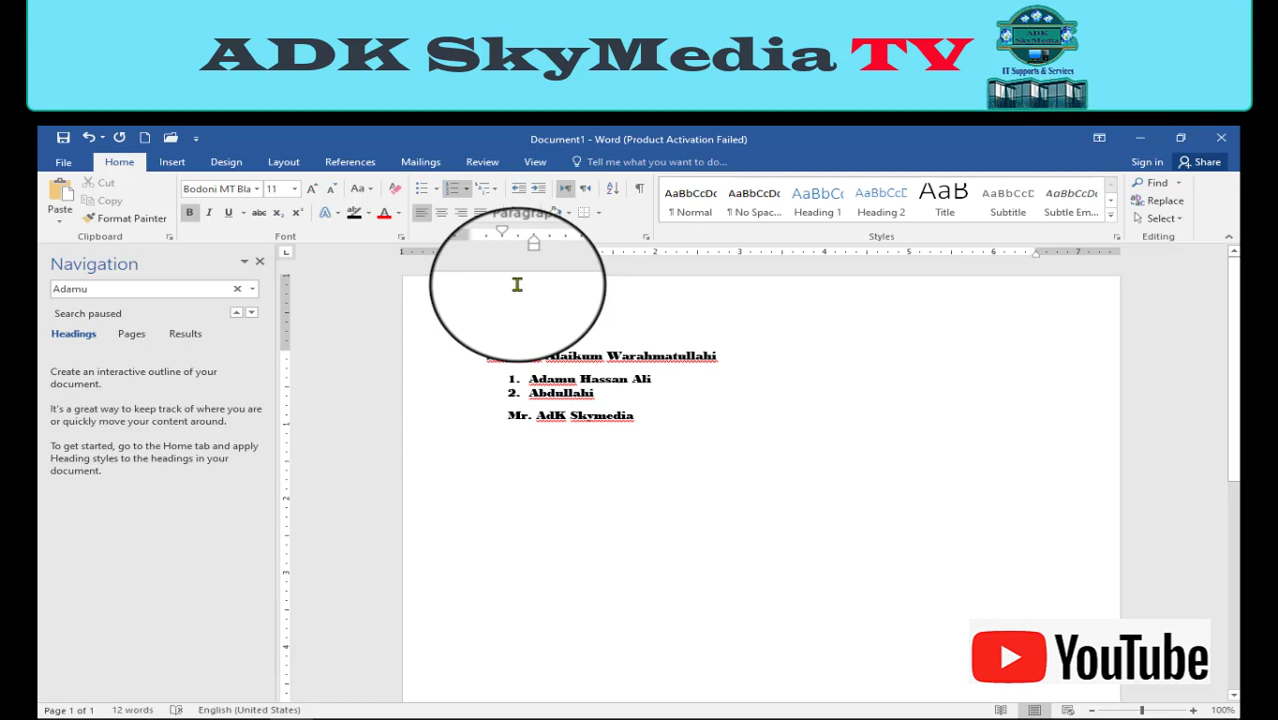 ADK SkyMedia TV
ADK
SkyMedia
IT Supports & Services
Document1 - Word (Product Activation Failed)
File Home Insert Design Layout References Mailings Review View Tell me what you want to do... Sign in Share
Paste
Cut
Copy
Format Painter
Clipboard
Bodoni MT Bla 11
Font
Paragraph
AaBbCcDc AaBbCcDc AaBbC AaBbCcD AaB AaBbCcD AaBbCcDc
¶ Normal ¶ No Spac... Heading 1 Heading 2 Title Subtitle Subtle Em...
Styles
Find
Replace
Select
Editing
Navigation
Adamu
Search paused
Headings Pages Results
Create an interactive outline of your
document.
It's a great way to keep track of where you are
or quickly move your content around.
To get started, go to the Home tab and apply
Heading styles to the headings in your
document.
Warahmatullahi
1. Adamu Hassan Ali
2. Abdullahi
Mr. AdK Skymedia
YouTube
Page 1 of 1 12 words English (United States) 100%